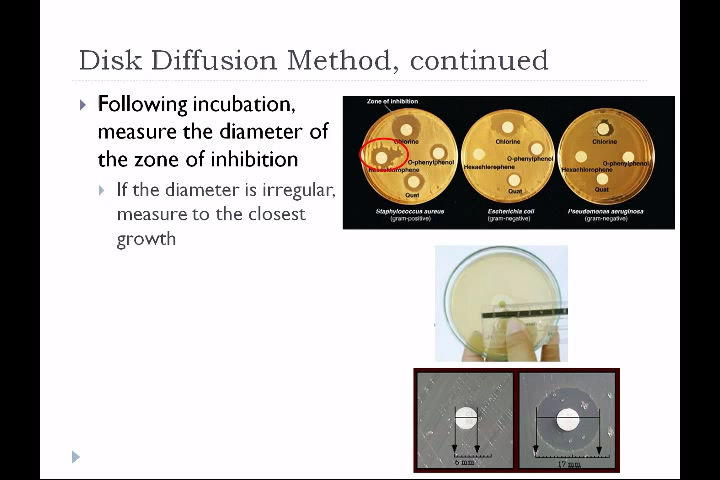 Disk Diffusion Method, continued
Following incubation,
measure the diameter of
the zone of inhibition
If the diameter is irregular,
measure to the closest
growth
Zone of inhibition
Chlorine
O-phenylphenol
Hexachlorophene
Quat
Staphylococcus aureus
(gram-positive)
Chlorine
O-phenylphenol
Hexachlorophene
Quat
Escherichia coli
(gram-negative)
Chlorine
O-phenylphenol
Hexachlorophene
Quat
Pseudomonas aeruginosa
(gram-negative)
6 mm
17 mm